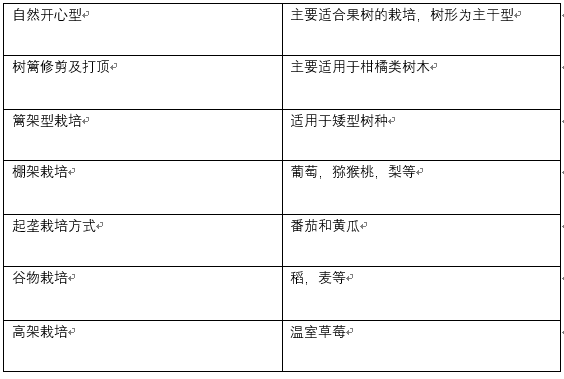 自然开心型
主要适合果树的栽培，树形为主干型
树篱修剪及打顶
主要适用于柑橘类树木
篱架型栽培
适用于矮型树种
棚架栽培
葡萄，猕猴桃，梨等
起垄栽培方式
番茄和黄瓜
谷物栽培
稻，麦等
高架栽培
温室草莓